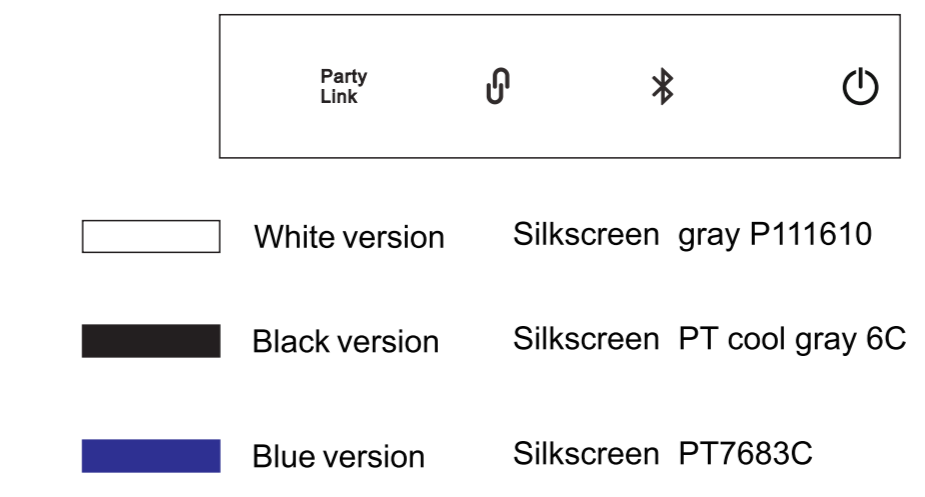 Party
Link
White version Silkscreen gray P111610
Black version Silkscreen PT cool gray 6C
Blue version Silkscreen PT7683C